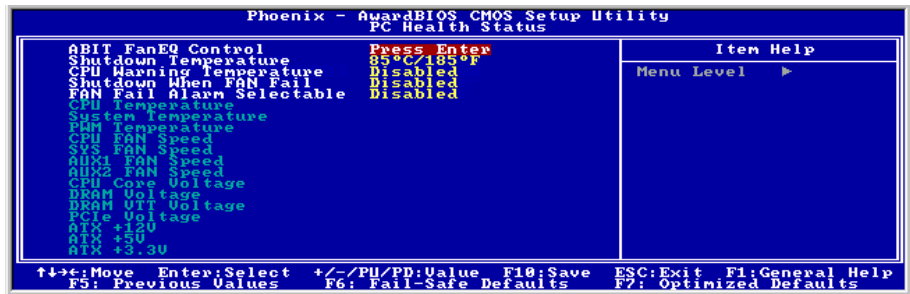 Phoenix - AwardBIOS CMOS Setup Utility
PC Health Status
ABIT FanEQ Control Press Enter
Shutdown Temperature 85°C/185°F
CPU Warning Temperature Disabled
Shutdown When FAN Fail Disabled
FAN Fail Alarm Selectable Disabled
CPU Temperature
System Temperature
PWM Temperature
CPU FAN Speed
SYS FAN Speed
AUX1 FAN Speed
AUX2 FAN Speed
CPU Core Voltage
DRAM Voltage
DRAM VTT Voltage
PCIe Voltage
ATX +12V
ATX +5V
ATX +3.3V
Item Help
Menu Level ►
↑↓→←:Move Enter:Select +/-/PU/PD:Value F10:Save ESC:Exit F1:General Help
F5: Previous Values F6: Fail-Safe Defaults F7: Optimized Defaults